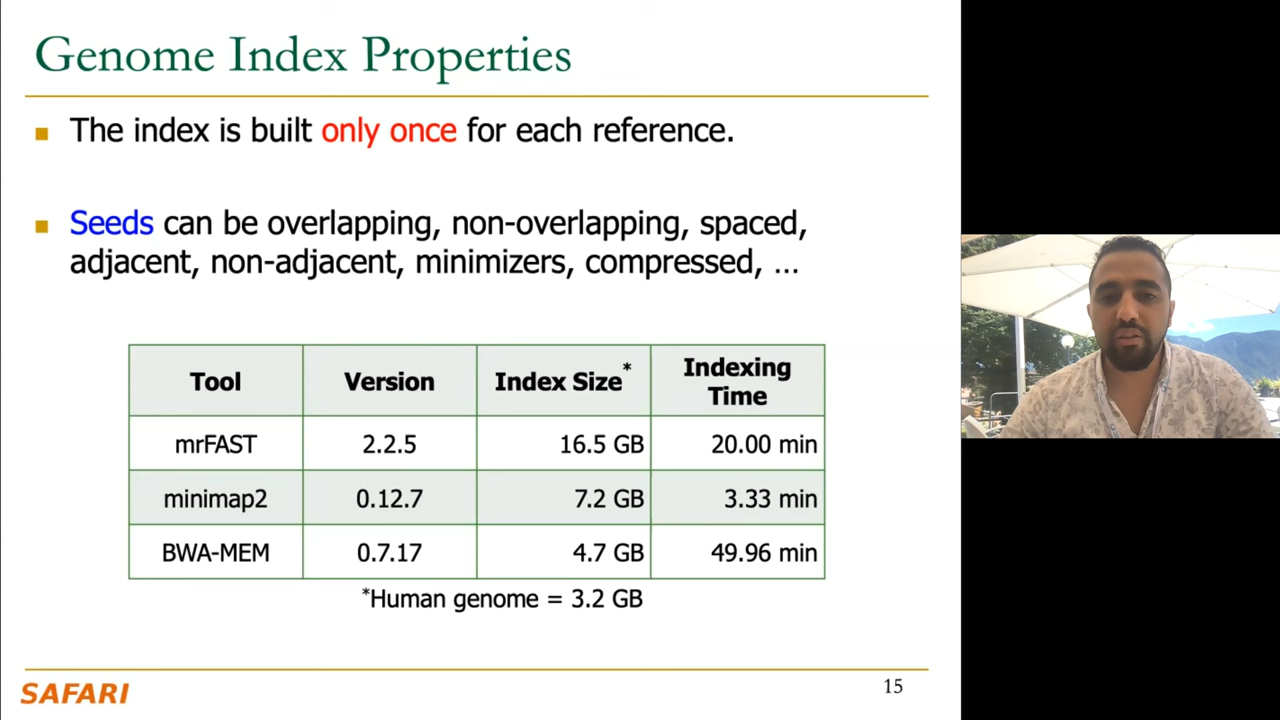 Genome Index Properties
The index is built only once for each reference.
Seeds can be overlapping, non-overlapping, spaced,
adjacent, non-adjacent, minimizers, compressed, ...
Tool Version Index Size* Indexing Time
mrFAST 2.2.5 16.5 GB 20.00 min
minimap2 0.12.7 7.2 GB 3.33 min
BWA-MEM 0.7.17 4.7 GB 49.96 min
*Human genome = 3.2 GB
SAFARI
15